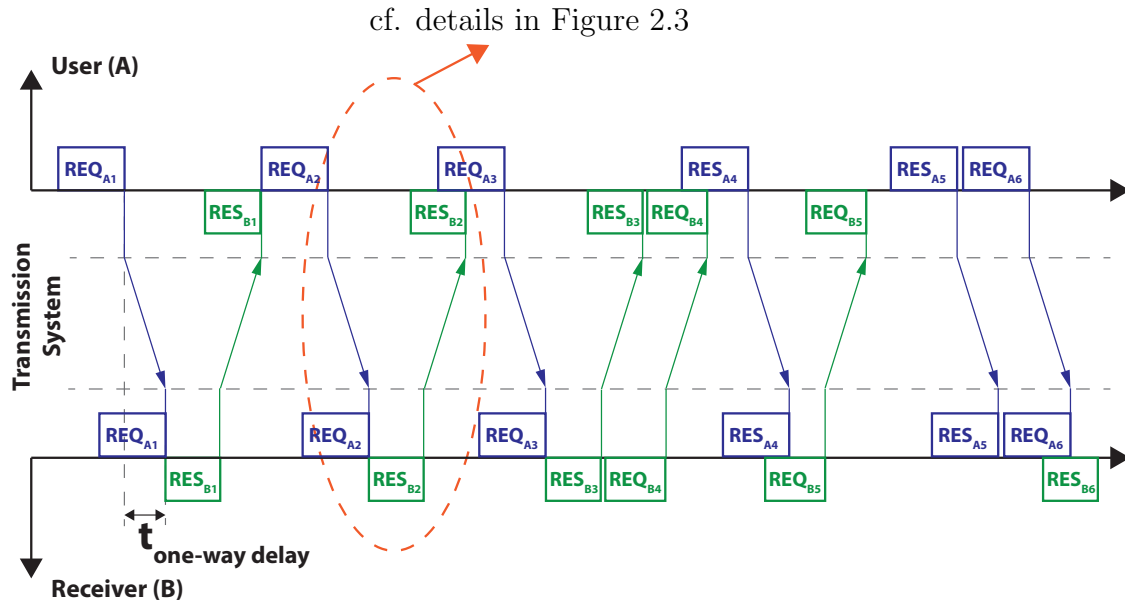 cf. details in Figure 2.3
User (A)
REQA1
REQA2
REQA3
RESA4
RESA5
REQA6
RESB1
RESB2
RESB3
REQB4
REQB5
Transmission
System
REQA1
REQA2
REQA3
RESA4
RESA5
REQA6
RESB1
RESB2
RESB3
REQB4
REQB5
RESB6
t one-way delay
Receiver (B)